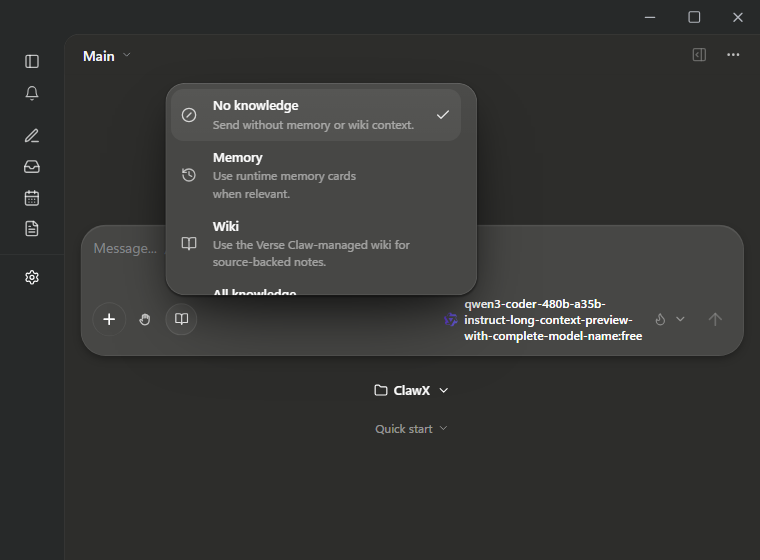 Main
No knowledge
Send without memory or wiki context.
Memory
Use runtime memory cards
when relevant.
Wiki
Use the Verse Claw-managed wiki for
source-backed notes.
All knowledge
Message...
qwen3-coder-480b-a35b-
instruct-long-context-preview-
with-complete-model-name:free
ClawX
Quick start